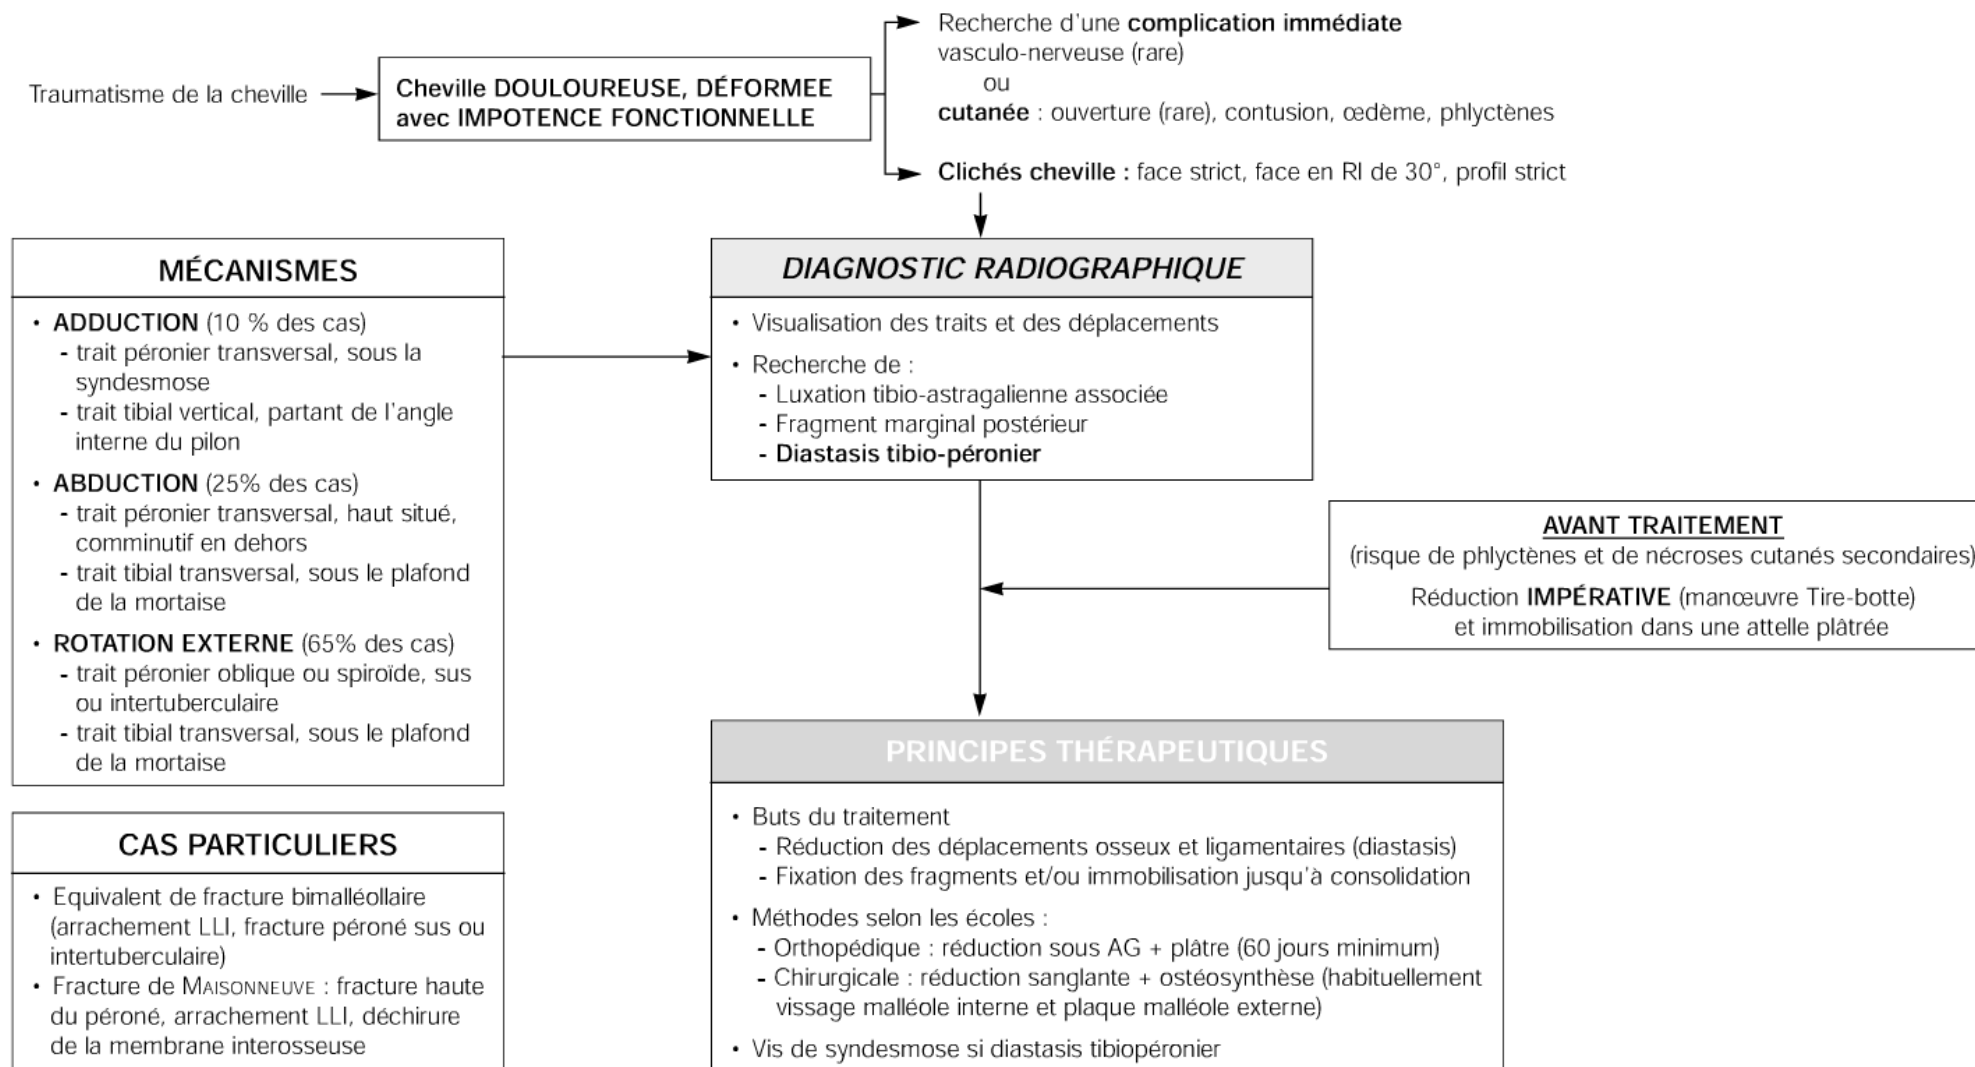 Traumatisme de la cheville
Cheville DOULOUREUSE, DÉFORMEE
avec IMPOTENCE FONCTIONNELLE
Recherche d'une complication immédiate
vasculo-nerveuse (rare)
ou
cutanée : ouverture (rare), contusion, œdème, phlyctènes
Clichés cheville : face strict, face en RI de 30°, profil strict
MÉCANISMES
• ADDUCTION (10 % des cas)
- trait péronier transversal, sous la
syndesmose
- trait tibial vertical, partant de l'angle
interne du pilon
• ABDUCTION (25% des cas)
- trait péronier transversal, haut situé,
comminutif en dehors
- trait tibial transversal, sous le plafond
de la mortaise
• ROTATION EXTERNE (65% des cas)
- trait péronier oblique ou spiroïde, sus
ou intertuberculaire
- trait tibial transversal, sous le plafond
de la mortaise
DIAGNOSTIC RADIOGRAPHIQUE
• Visualisation des traits et des déplacements
• Recherche de :
- Luxation tibio-astragalienne associée
- Fragment marginal postérieur
- Diastasis tibio-péronier
AVANT TRAITEMENT
(risque de phlyctènes et de nécroses cutanés secondaires)
Réduction IMPÉRATIVE (manœuvre Tire-botte)
et immobilisation dans une attelle plâtrée
CAS PARTICULIERS
• Equivalent de fracture bimalléollaire
(arrachement LLI, fracture péroné sus ou
intertuberculaire)
• Fracture de MAISONNEUVE : fracture haute
du péroné, arrachement LLI, déchirure
de la membrane interosseuse
PRINCIPES THÉRAPEUTIQUES
• Buts du traitement
- Réduction des déplacements osseux et ligamentaires (diastasis)
- Fixation des fragments et/ou immobilisation jusqu'à consolidation
• Méthodes selon les écoles :
- Orthopédique : réduction sous AG + plâtre (60 jours minimum)
- Chirurgicale : réduction sanglante + ostéosynthèse (habituellement
vissage malléole interne et plaque malléole externe)
• Vis de syndesmose si diastasis tibiopéronier